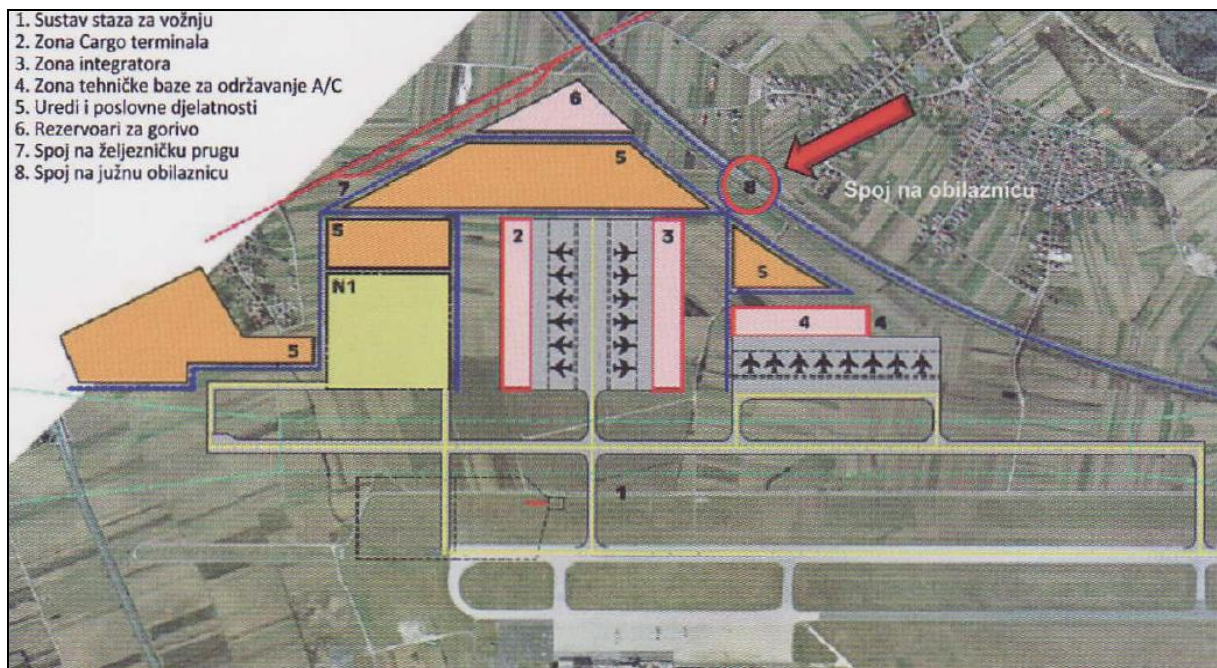 1. Sustav staza za vožnju
2. Zona Cargo terminala
3. Zona integratora
4. Zona tehničke baze za održavanje A/C
5. Uredi i poslovne djelatnosti
6. Rezervoari za gorivo
7. Spoj na željezničku prugu
8. Spoj na južnu obilaznicu
6
5
7
8
Spoj na obilaznicu
5
2
3
5
N1
4
4
5
1